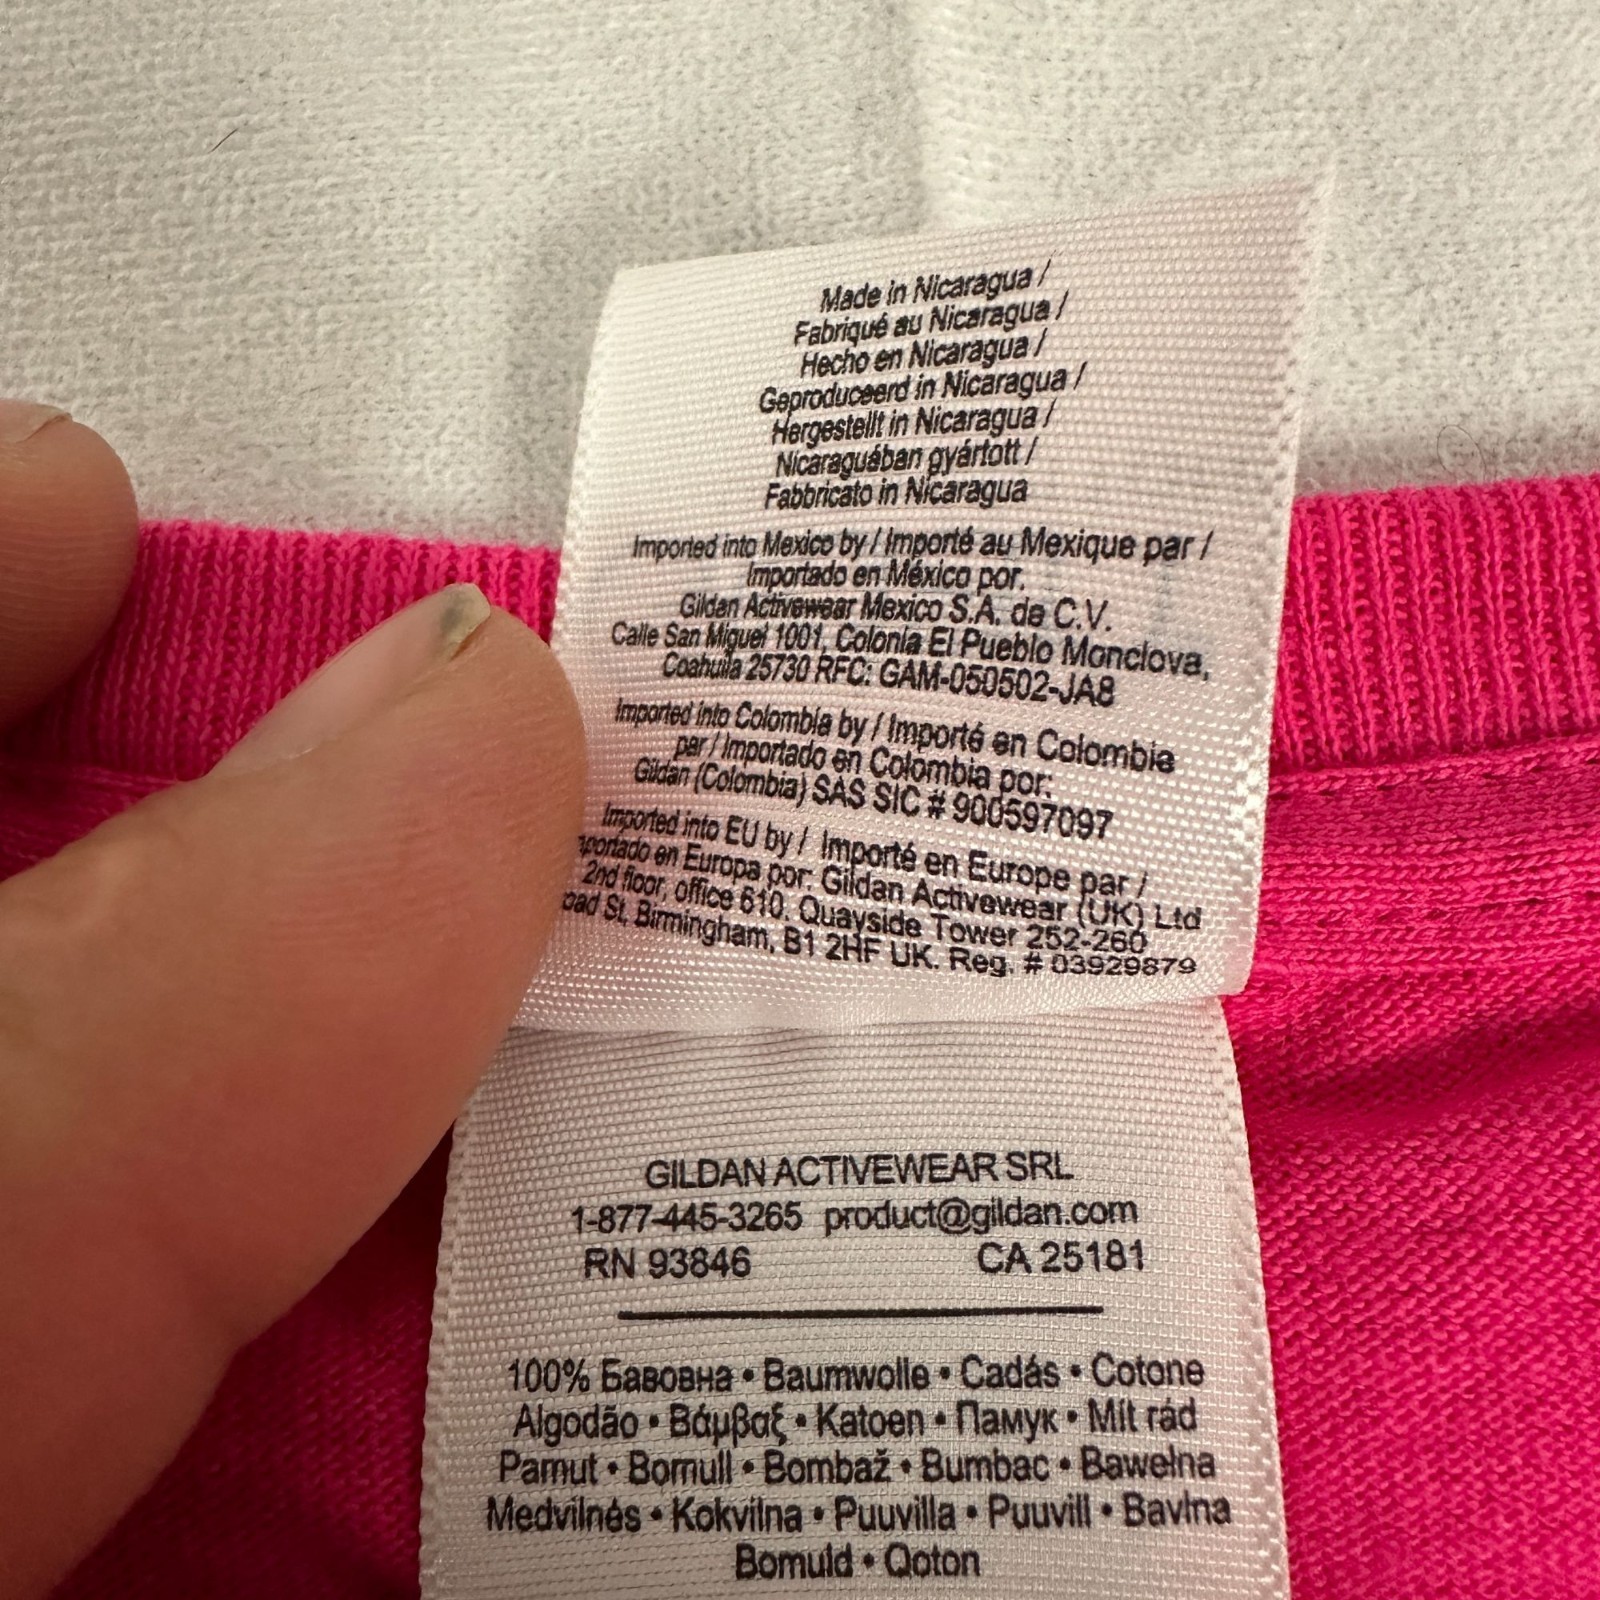 Made in Nicaragua /
Fabriqué au Nicaragua /
Hecho en Nicaragua /
Geproduceerd in Nicaragua /
Hergestellt in Nicaragua /
Nicaraguában gyártott /
Fabbricato in Nicaragua
Imported into Mexico by / Importé au Mexique par /
Importado en México por.
Gildan Activewear Mexico S.A. de C.V.
Calle San Miguel 1001, Colonia El Pueblo Monclova,
Coahuila 25730 RFC: GAM-050502-JA8
Imported into Colombia by / Importé en Colombia
par / Importado en Colombia por:
Gildan (Colombia) SAS SIC # 900597097
Imported into EU by / Importé en Europe par /
en Europa por: Gildan Activewear (UK) Ltd
2nd floor, office 610. Quayside Tower 252-260
St, Birmingham, B1 2HF UK. Reg. # 03929879
GILDAN ACTIVEWEAR SRL
1-877-445-3265 product@gildan.com
RN 93846 CA 25181
100% Бавовна • Baumwolle • Cadás • Cotone
Algodão • Βάμβαξ • Katoen • Памук • Mít rád
Pamut • Bomull • Bombaž • Bumbac • Bawełna
Medvilnės • Kokvilna • Puuvilla • Puuvill • Bavlna
Bomuld • Qoton